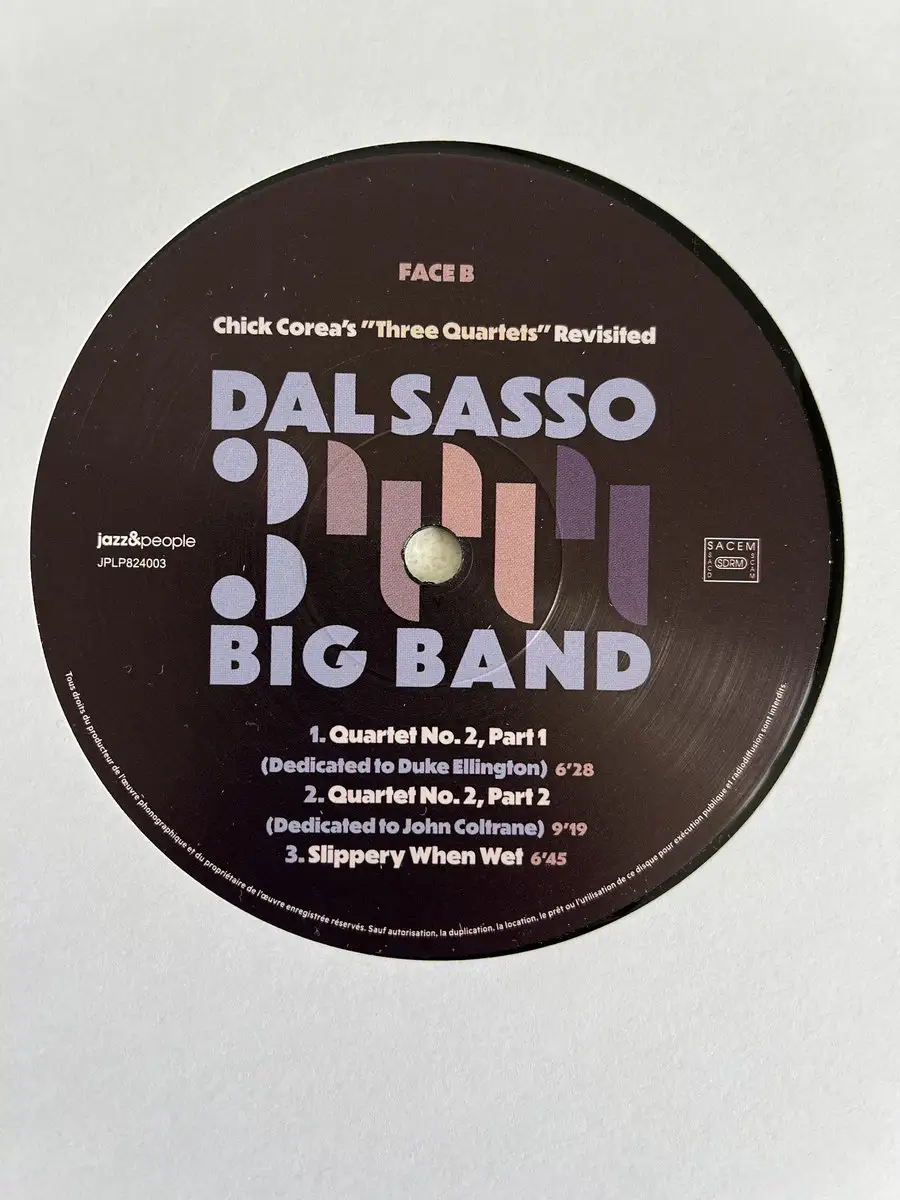 FACE B
Chick Corea's "Three Quartets" Revisited
DAL SASSO
jazz&people
JPLP824003
SACEM
SACD
SDRM
SCAM
BIG BAND
1. Quartet No. 2, Part 1
(Dedicated to Duke Ellington) 6'28
2. Quartet No. 2, Part 2
(Dedicated to John Coltrane) 9'19
3. Slippery When Wet 6'45
Tous droits du producteur de l'œuvre phonographique et du propriétaire de l'œuvre enregistrée réservés. Sauf autorisation, la duplication, la location, le prêt ou l'utilisation de ce disque pour exécution publique et radiodiffusion sont interdits.